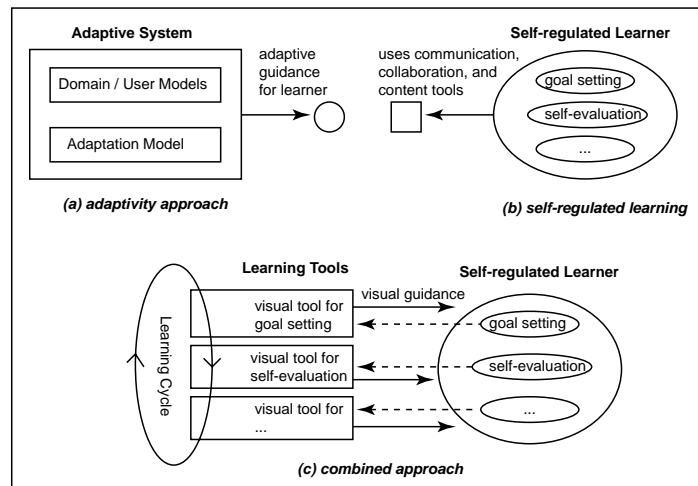 Adaptive System
Domain / User Models
Adaptation Model
adaptive
guidance
for learner
(a) adaptivity approach
uses communication,
collaboration, and
content tools
Self-regulated Learner
goal setting
self-evaluation
...
(b) self-regulated learning
Learning Cycle
Learning Tools
visual tool for
goal setting
visual tool for
self-evaluation
visual tool for
...
visual guidance
Self-regulated Learner
goal setting
self-evaluation
...
(c) combined approach